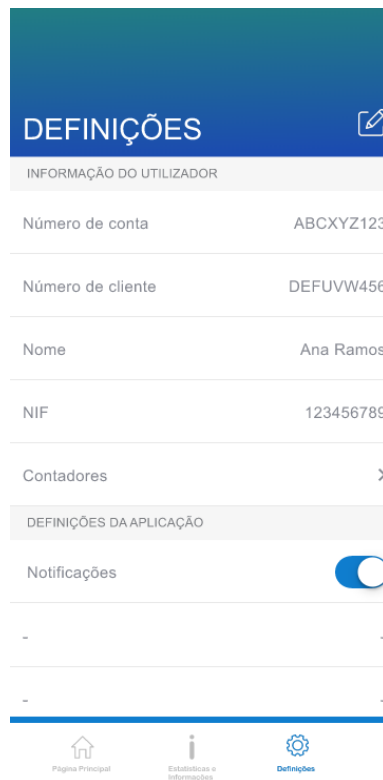 DEFINIÇÕES
INFORMAÇÃO DO UTILIZADOR
Número de conta ABCXYZ123
Número de cliente DEFUVW456
Nome Ana Ramos
NIF 123456789
Contadores
DEFINIÇÕES DA APLICAÇÃO
Notificações
- -
- -
Página Principal
Estatísticas e
Informações
Definições